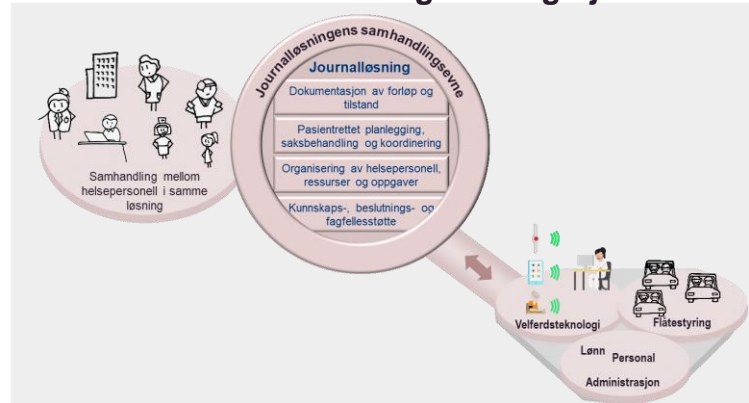 Journalløsningens samhandlingsevne
Journalløsning
Dokumentasjon av forløp og
tilstand
Pasientrettet planlegging,
saksbehandling og koordinering
Organisering av helsepersonell,
ressurser og oppgaver
Kunnskaps-, beslutnings- og
fagfellesstøtte
Samhandling mellom
helsepersonell i samme
løsning
Velferdsteknologi
Flåtestyring
Lønn Personal
Administrasjon